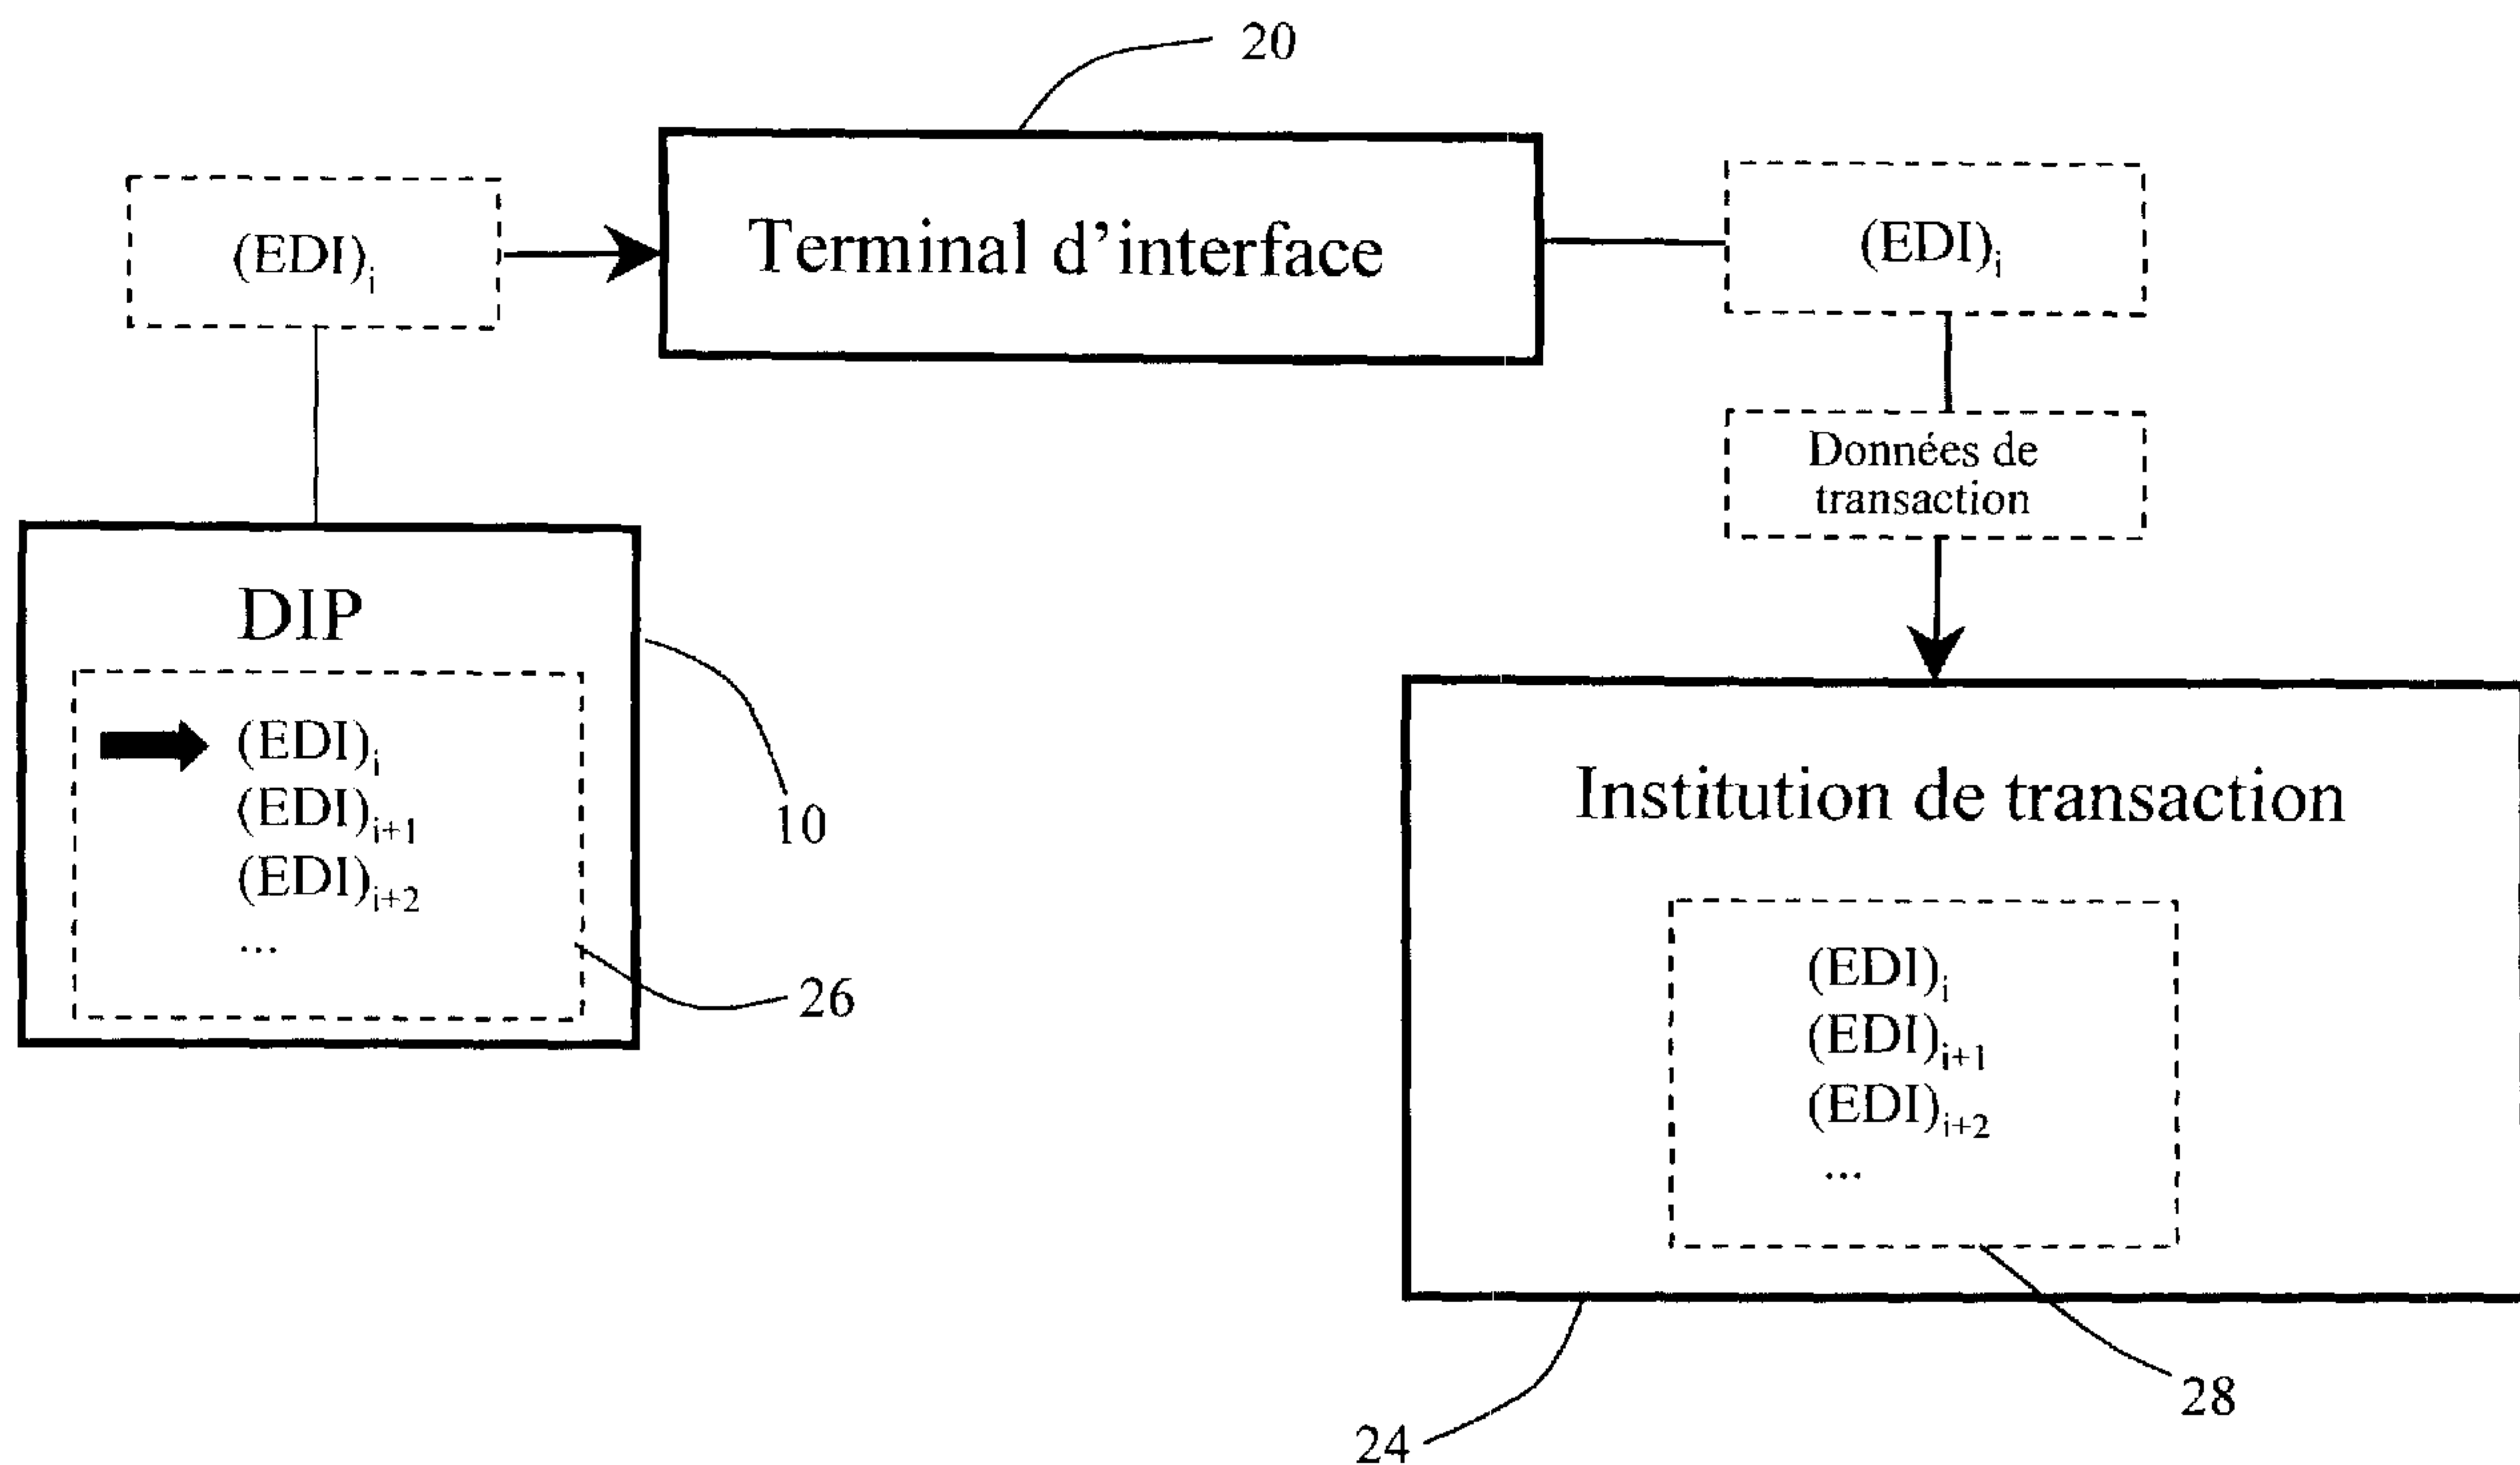 20
(EDI)i
Terminal d’interface
(EDI)i
Données de
transaction
DIP
(EDI)i
(EDI)i+1
(EDI)i+2
...
10
26
Institution de transaction
(EDI)i
(EDI)i+1
(EDI)i+2
...
28
24